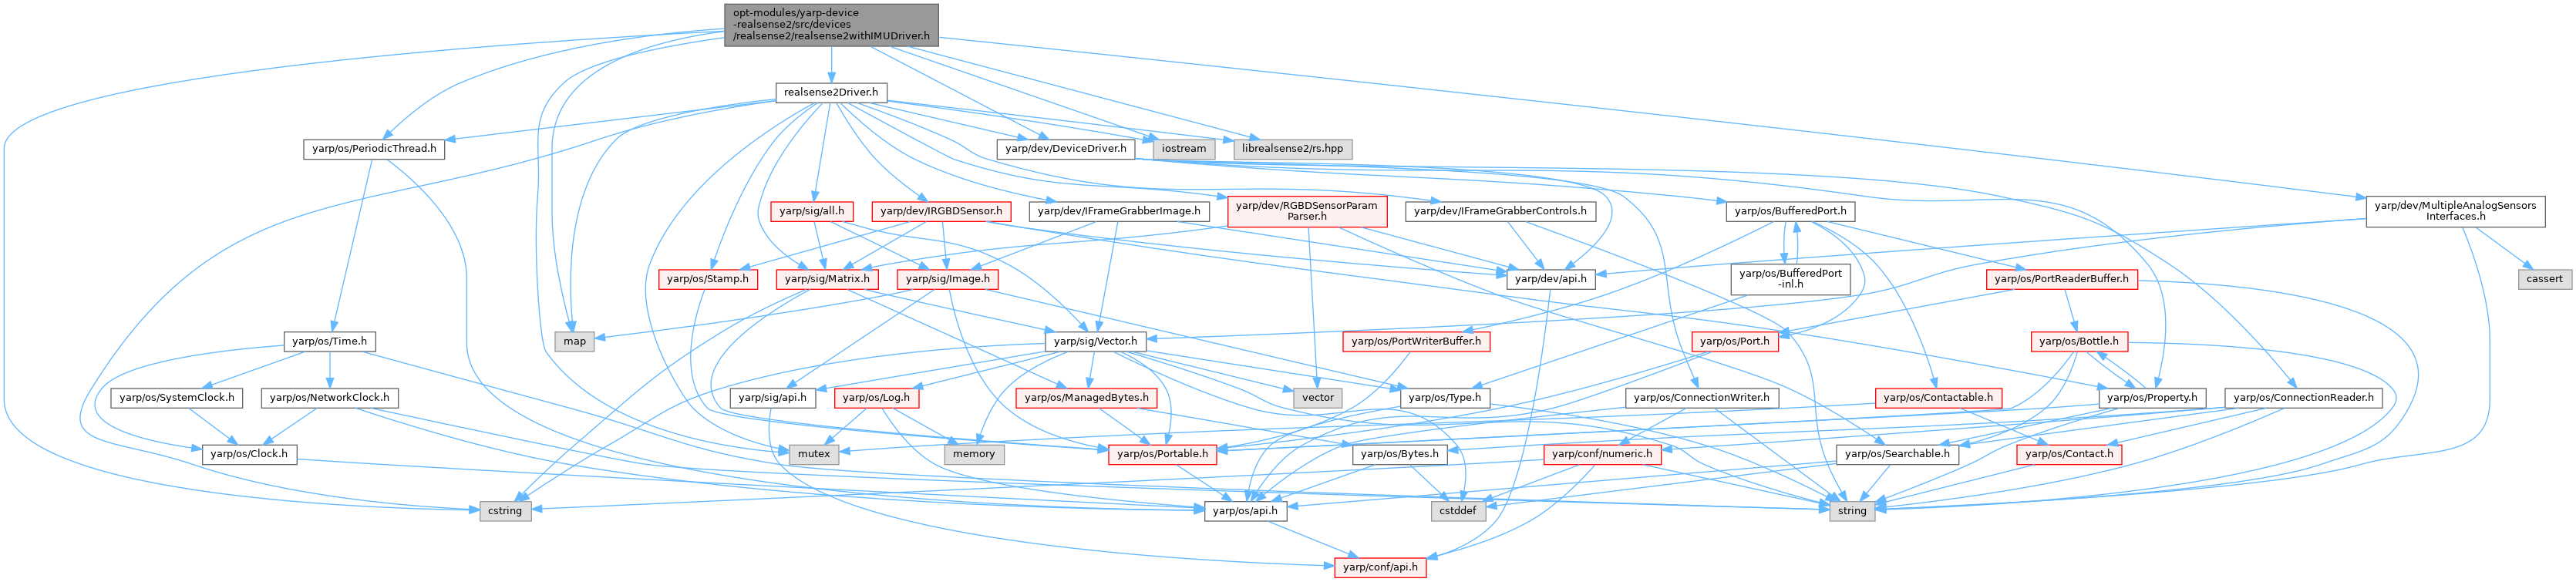 opt-modules/yarp-device
-realsense2/src/devices
/realsense2/realsense2withIMUDriver.h
realsense2Driver.h
yarp/os/PeriodicThread.h
yarp/dev/DeviceDriver.h
iostream
librealsense2/rs.hpp
yarp/sig/all.h
yarp/dev/IRGBDSensor.h
yarp/dev/IFrameGrabberImage.h
yarp/dev/RGBDSensorParam
Parser.h
yarp/dev/IFrameGrabberControls.h
yarp/os/BufferedPort.h
yarp/dev/MultipleAnalogSensors
Interfaces.h
yarp/os/Stamp.h
yarp/sig/Matrix.h
yarp/sig/Image.h
yarp/dev/api.h
yarp/os/BufferedPort
-inl.h
yarp/os/PortReaderBuffer.h
cassert
yarp/os/Time.h
map
yarp/sig/Vector.h
yarp/os/PortWriterBuffer.h
yarp/os/Port.h
yarp/os/Bottle.h
yarp/os/SystemClock.h
yarp/os/NetworkClock.h
yarp/sig/api.h
yarp/os/Log.h
yarp/os/ManagedBytes.h
vector
yarp/os/Type.h
yarp/os/ConnectionWriter.h
yarp/os/Contactable.h
yarp/os/Property.h
yarp/os/ConnectionReader.h
yarp/os/Clock.h
mutex
memory
yarp/os/Portable.h
yarp/os/Bytes.h
yarp/conf/numeric.h
yarp/os/Searchable.h
yarp/os/Contact.h
cstring
yarp/os/api.h
cstddef
string
yarp/conf/api.h